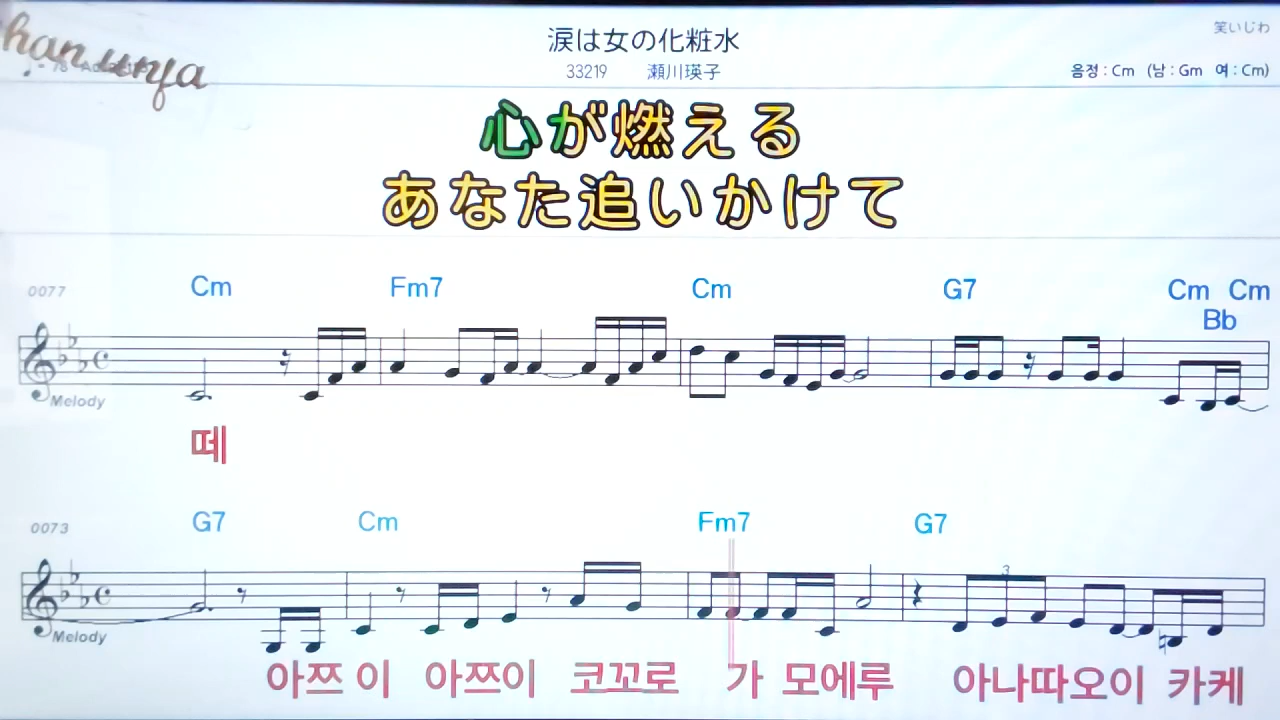 han unya
涙は女の化粧水
笑いじわ
33219 瀬川瑛子
음정 : Cm (남 : Gm 여 : Cm)
心が燃える
あなた追いかけて
0077 Cm Fm7 Cm G7 Cm Cm
Bb
Melody
떼
0073 G7 Cm Fm7 G7
3
Melody
아쯔이 아쯔이 코꼬로 가 모에루 아나따오이 카케